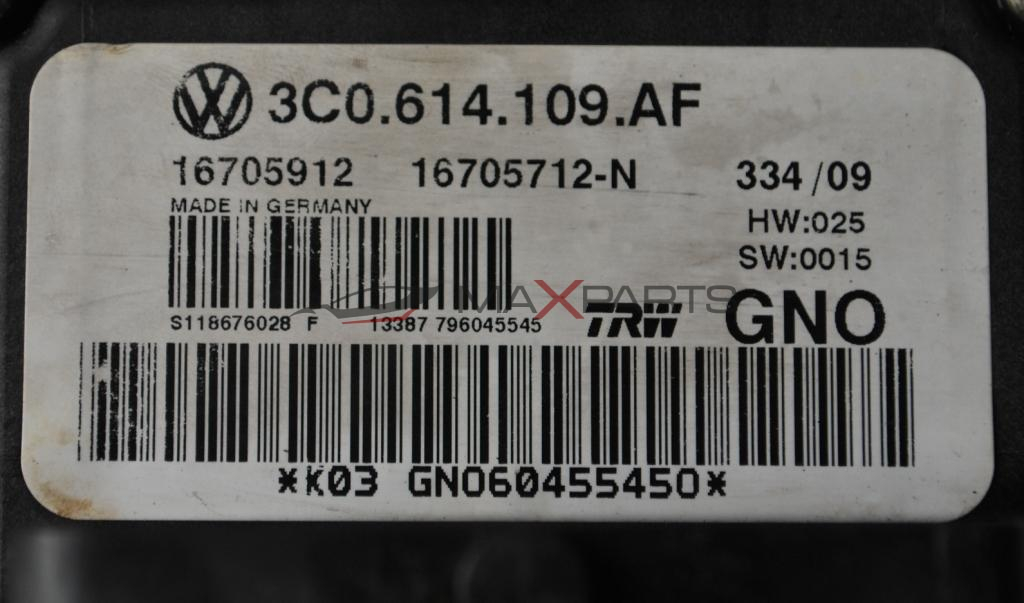 3C0.614.109.AF
16705912 16705712-N 334/09
MADE IN GERMANY
HW:025
SW:0015
MAXPARTS
S118676028 F 13387 796045545 TRW GNO
*K03 GNO60455450*